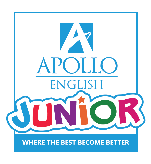 APOLLO
ENGLISH
JUNIOR
WHERE THE BEST BECOME BETTER